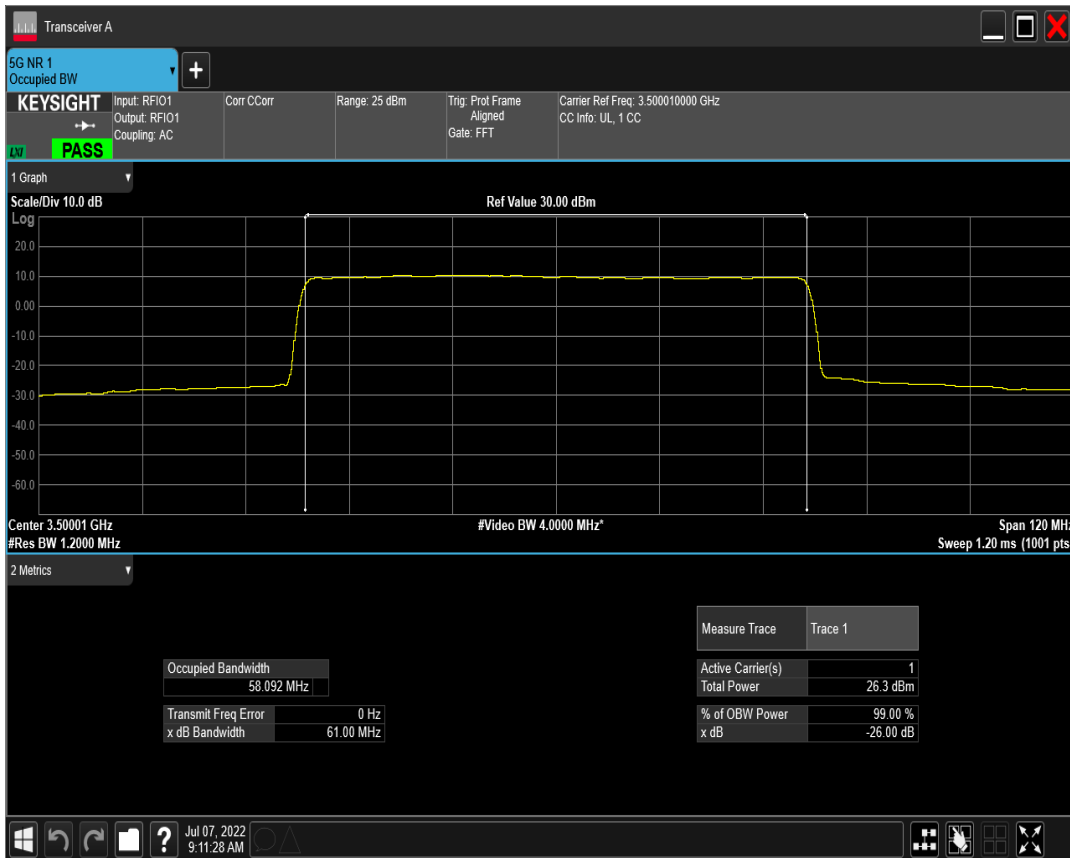 Transceiver A
5G NR 1
Occupied BW
+
KEYSIGHT
LXI
PASS
Input: RFIO1
Output: RFIO1
Coupling: AC
Corr CCorr
Range: 25 dBm
Trig: Prot Frame
Aligned
Gate: FFT
Carrier Ref Freq: 3.500010000 GHz
CC Info: UL, 1 CC
1 Graph
Scale/Div 10.0 dB
Ref Value 30.00 dBm
Log
20.0
10.0
0.00
-10.0
-20.0
-30.0
-40.0
-50.0
-60.0
Center 3.50001 GHz
#Video BW 4.0000 MHz*
Span 120 MHz
#Res BW 1.2000 MHz
Sweep 1.20 ms (1001 pts
2 Metrics
Measure Trace Trace 1
Occupied Bandwidth
58.092 MHz
Active Carrier(s) 1
Total Power 26.3 dBm
Transmit Freq Error 0 Hz
x dB Bandwidth 61.00 MHz
% of OBW Power 99.00 %
x dB -26.00 dB
?
Jul 07, 2022
9:11:28 AM